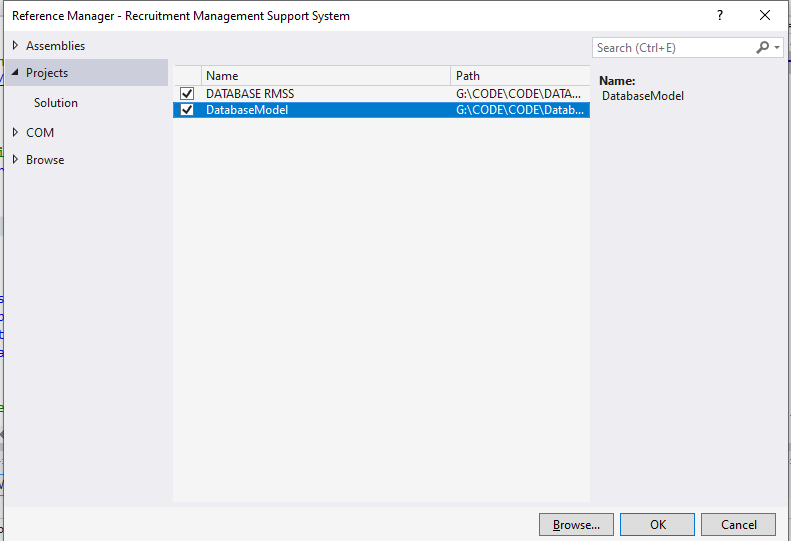 Reference Manager - Recruitment Management Support System ?
Assemblies
Projects
Solution
COM
Browse
Name Path
DATABASE RMSS G:\CODE\CODE\DATA...
DatabaseModel G:\CODE\CODE\Datab...
Search (Ctrl+E)
Name:
DatabaseModel
Browse... OK Cancel